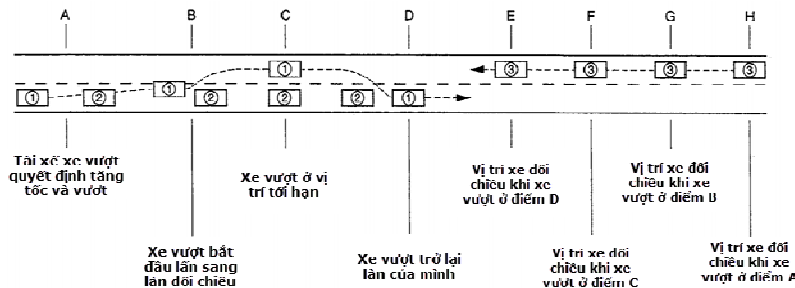 A B C D E F G H
① ② ① ② ① ② ② ① ③ ③ ③ ③
Tài xế xe vượt
quyết định tăng
tốc và vượt
Xe vượt bắt
đầu lấn sang
làn đối chiều
Xe vượt ở vị
trí tới hạn
Xe vượt trở lại
làn của mình
Vị trí xe đối
chiều khi xe
vượt ở điểm D
Vị trí xe đối
chiều khi xe
vượt ở điểm C
Vị trí xe đối
chiều khi xe
vượt ở điểm B
Vị trí xe đối
chiều khi xe
vượt ở điểm A